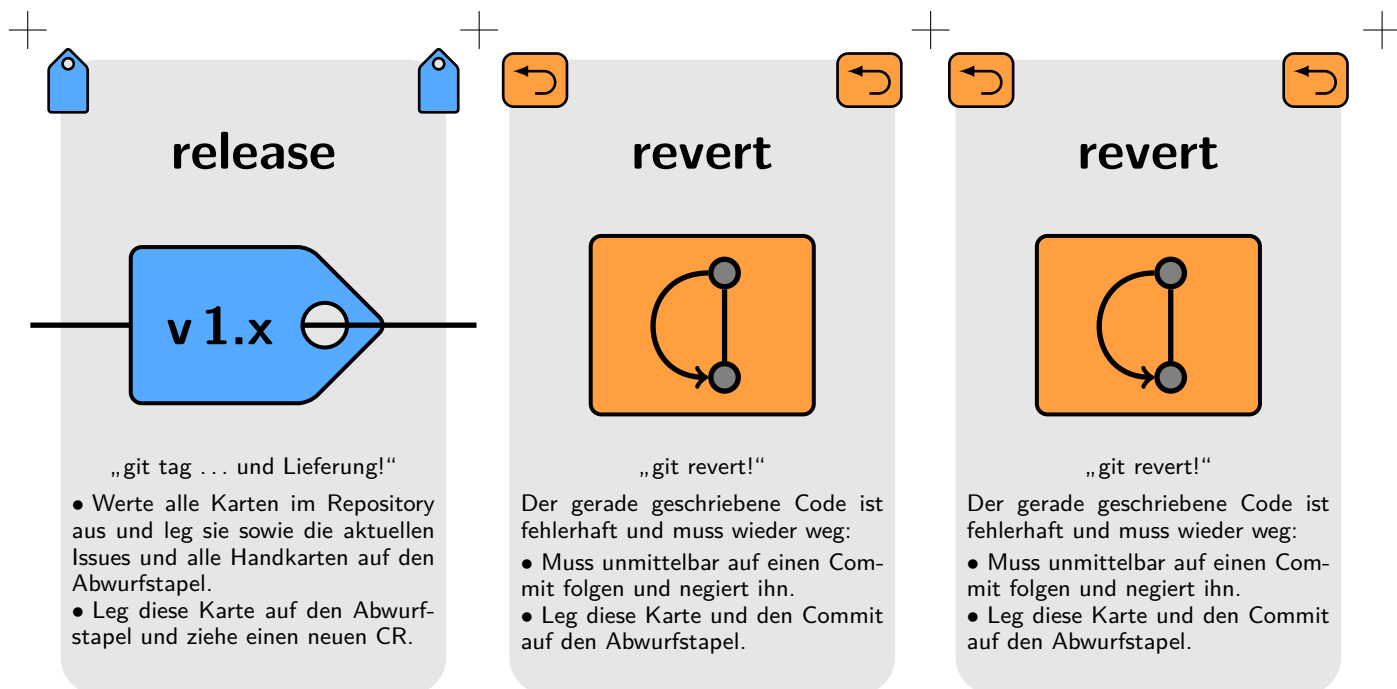 release
v 1.x
„git tag . . . und Lieferung!“
• Werte alle Karten im Repository
aus und leg sie sowie die aktuellen
Issues und alle Handkarten auf den
Abwurfstapel.
• Leg diese Karte auf den Abwurf-
stapel und ziehe einen neuen CR.
revert
„git revert!“
Der gerade geschriebene Code ist
fehlerhaft und muss wieder weg:
• Muss unmittelbar auf einen Com-
mit folgen und negiert ihn.
• Leg diese Karte und den Commit
auf den Abwurfstapel.
revert
„git revert!“
Der gerade geschriebene Code ist
fehlerhaft und muss wieder weg:
• Muss unmittelbar auf einen Com-
mit folgen und negiert ihn.
• Leg diese Karte und den Commit
auf den Abwurfstapel.